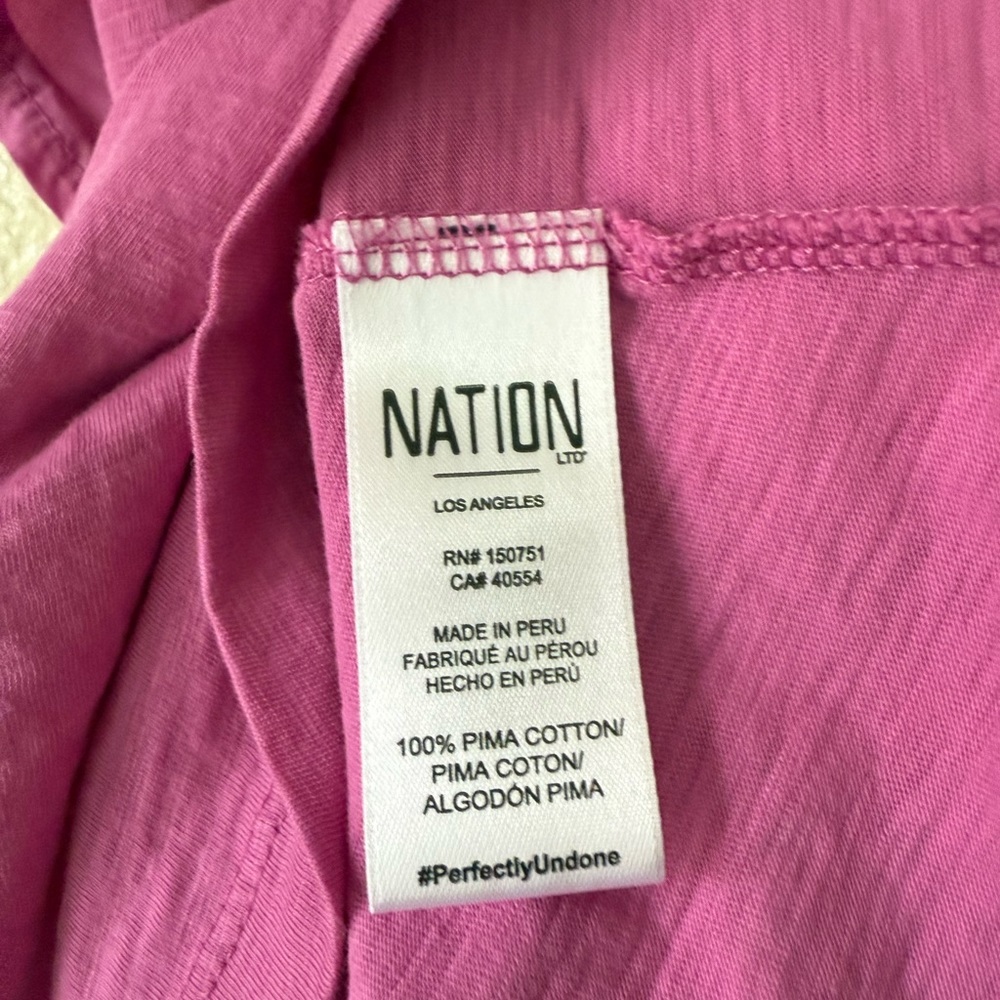 NATION
LTD
LOS ANGELES
RN# 150751
CA# 40554
MADE IN PERU
FABRIQUÉ AU PÉROU
HECHO EN PERÚ
100% PIMA COTTON/
PIMA COTON/
ALGODÓN PIMA
#PerfectlyUndone